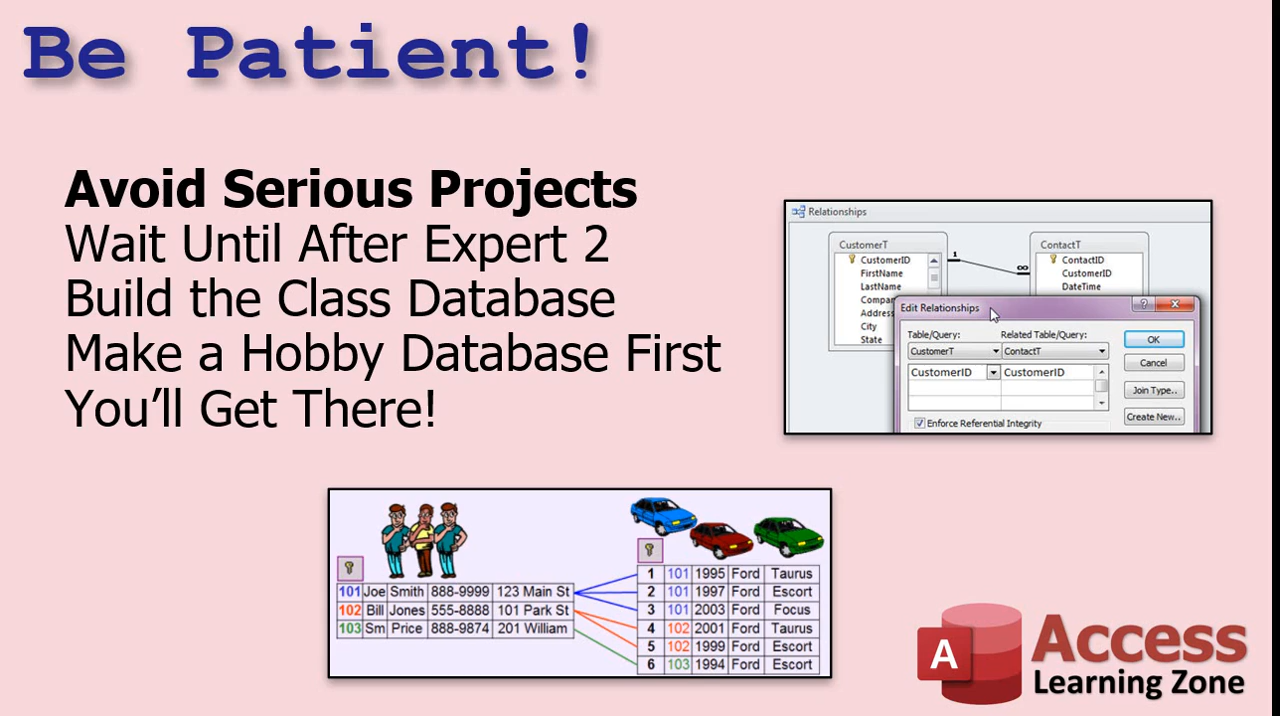 Be Patient!
Avoid Serious Projects
Wait Until After Expert 2
Build the Class Database
Make a Hobby Database First
You'll Get There!
Relationships
CustomerT
CustomerID
FirstName
LastName
Compan
Address
City
State
1
∞
ContactT
ContactID
CustomerID
DateTime
Edit Relationships
?
X
Table/Query:
Related Table/Query:
CustomerT
ContactT
CustomerID
CustomerID
Enforce Referential Integrity
OK
Cancel
Join Type..
Create New..
101 Joe Smith 888-9999 123 Main St
102 Bill Jones 555-8888 101 Park St
103 Sm Price 888-9874 201 William
1 101 1995 Ford Taurus
2 101 1997 Ford Escort
3 101 2003 Ford Focus
4 102 2001 Ford Taurus
5 102 1999 Ford Escort
6 103 1994 Ford Escort
A
Access
Learning Zone